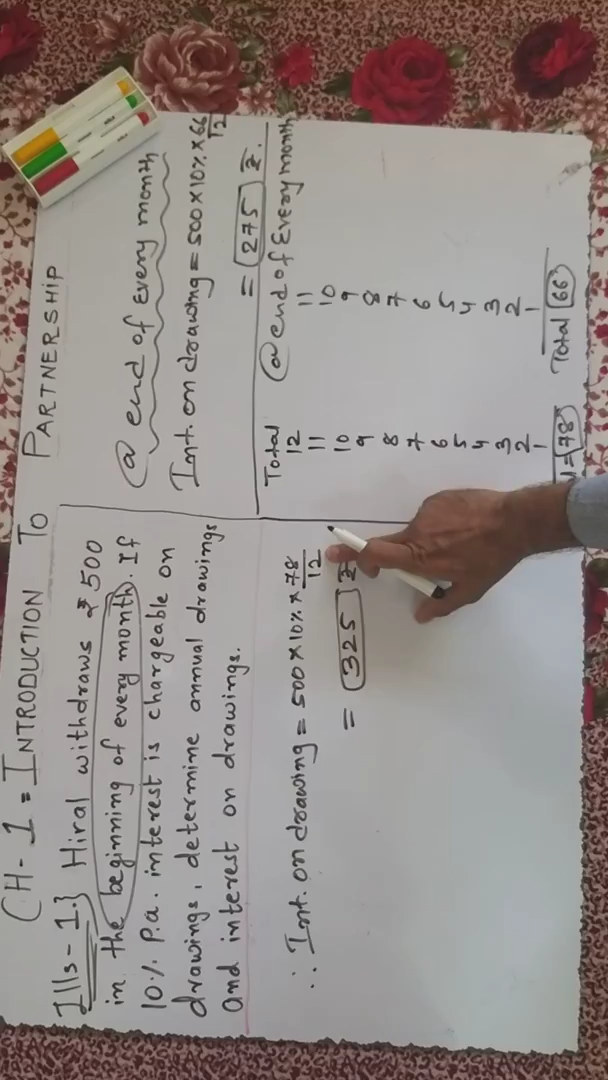 CH-1 = INTRODUCTION TO PARTNERSHIP
Ills-1.} Hiral withdraws ₹ 500
in the beginning of every month. If
10% P.a. interest is chargeable on
drawings, determine annual drawings
and interest on drawings.
∴ Int. on drawing = 500 × 10% × 78/12
= 325 ₹
@ end of Every month
Int. on drawing = 500 × 10% × 66/12
= 275 ₹.
Total
12
11
10
9
8
7
6
5
4
3
2
1
= 78
@ end of Every month
11
10
9
8
7
6
5
4
3
2
1
Total 66